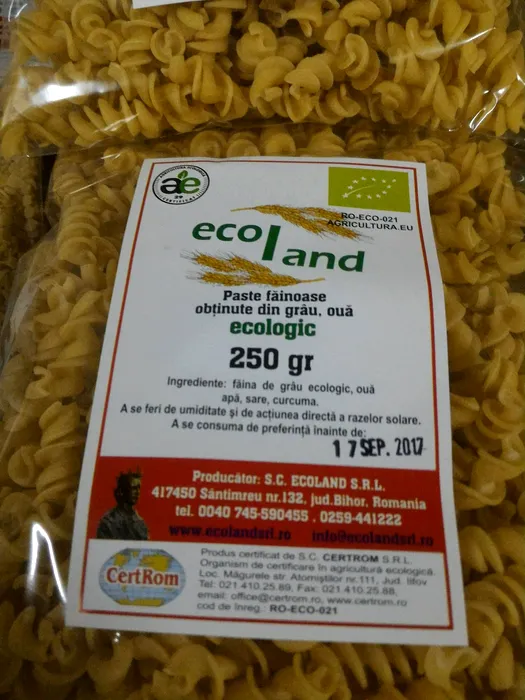 AGRICULTURA ECOLOGICA
ae
CERTIFICAT
RO-ECO-021
AGRICULTURA.EU
ecoland
Paste făinoase
obținute din grâu, ouă
ecologic
250 gr
Ingrediente: făina de grâu ecologic, ouă
apă, sare, curcuma.
A se feri de umiditate și de acțiunea directă a razelor solare.
A se consuma de preferință înainte de:
17 SEP. 2017
Producător: S.C. ECOLAND S.R.L.
417450 Sântimreu nr.132, jud.Bihor, Romania
tel. 0040 745-590455 . 0259-441222
www.ecolandsrl.ro info@ecolandsrl.ro
CertRom
Produs certificat de S.C. CERTROM S.R.L.
Organism de certificare în agricultură ecologică.
Loc. Măgurele str. Atomiștilor nr.111, Jud. Ilfov
Tel: 021.410.25.89, Fax: 021 410.25.88,
email: office@certrom.ro, www.certrom.ro
cod de înreg.: RO-ECO-021